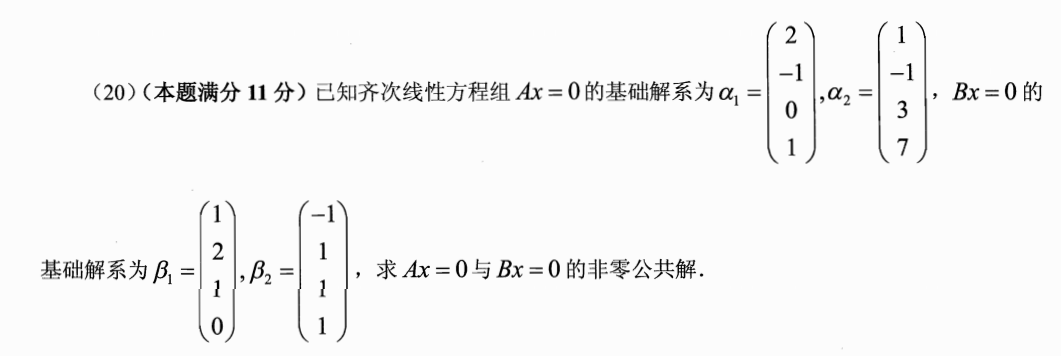 (20)(本题满分 11 分)已知齐次线性方程组 $Ax=0$ 的基础解系为 $\alpha_1=\begin{pmatrix}2\\-1\\0\\1\end{pmatrix},\alpha_2=\begin{pmatrix}1\\-1\\3\\7\end{pmatrix}$,$Bx=0$ 的
基础解系为 $\beta_1=\begin{pmatrix}1\\2\\1\\0\end{pmatrix},\beta_2=\begin{pmatrix}-1\\1\\1\\1\end{pmatrix}$,求 $Ax=0$ 与 $Bx=0$ 的非零公共解.